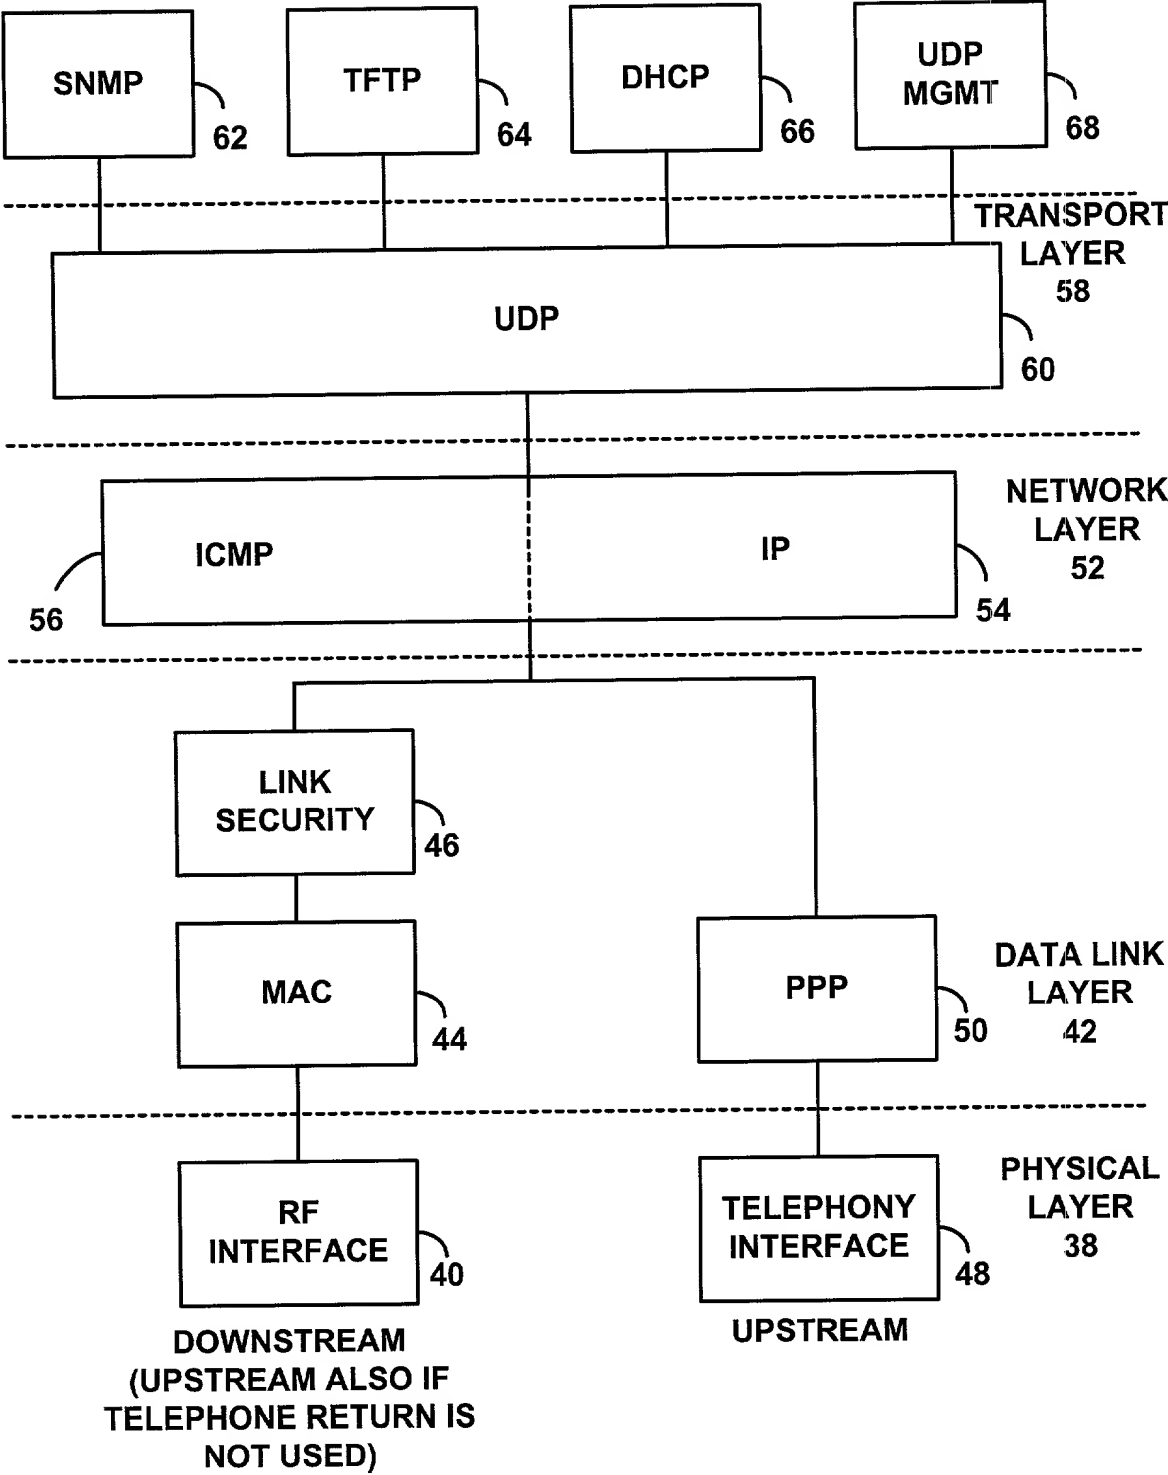 SNMP
62
TFTP
64
DHCP
66
UDP
MGMT
68
TRANSPORT
LAYER
58
UDP
60
NETWORK
LAYER
52
ICMP
56
IP
54
LINK
SECURITY
46
MAC
44
PPP
50
DATA LINK
LAYER
42
RF
INTERFACE
40
TELEPHONY
INTERFACE
48
PHYSICAL
LAYER
38
DOWNSTREAM
(UPSTREAM ALSO IF
TELEPHONE RETURN IS
NOT USED)
UPSTREAM